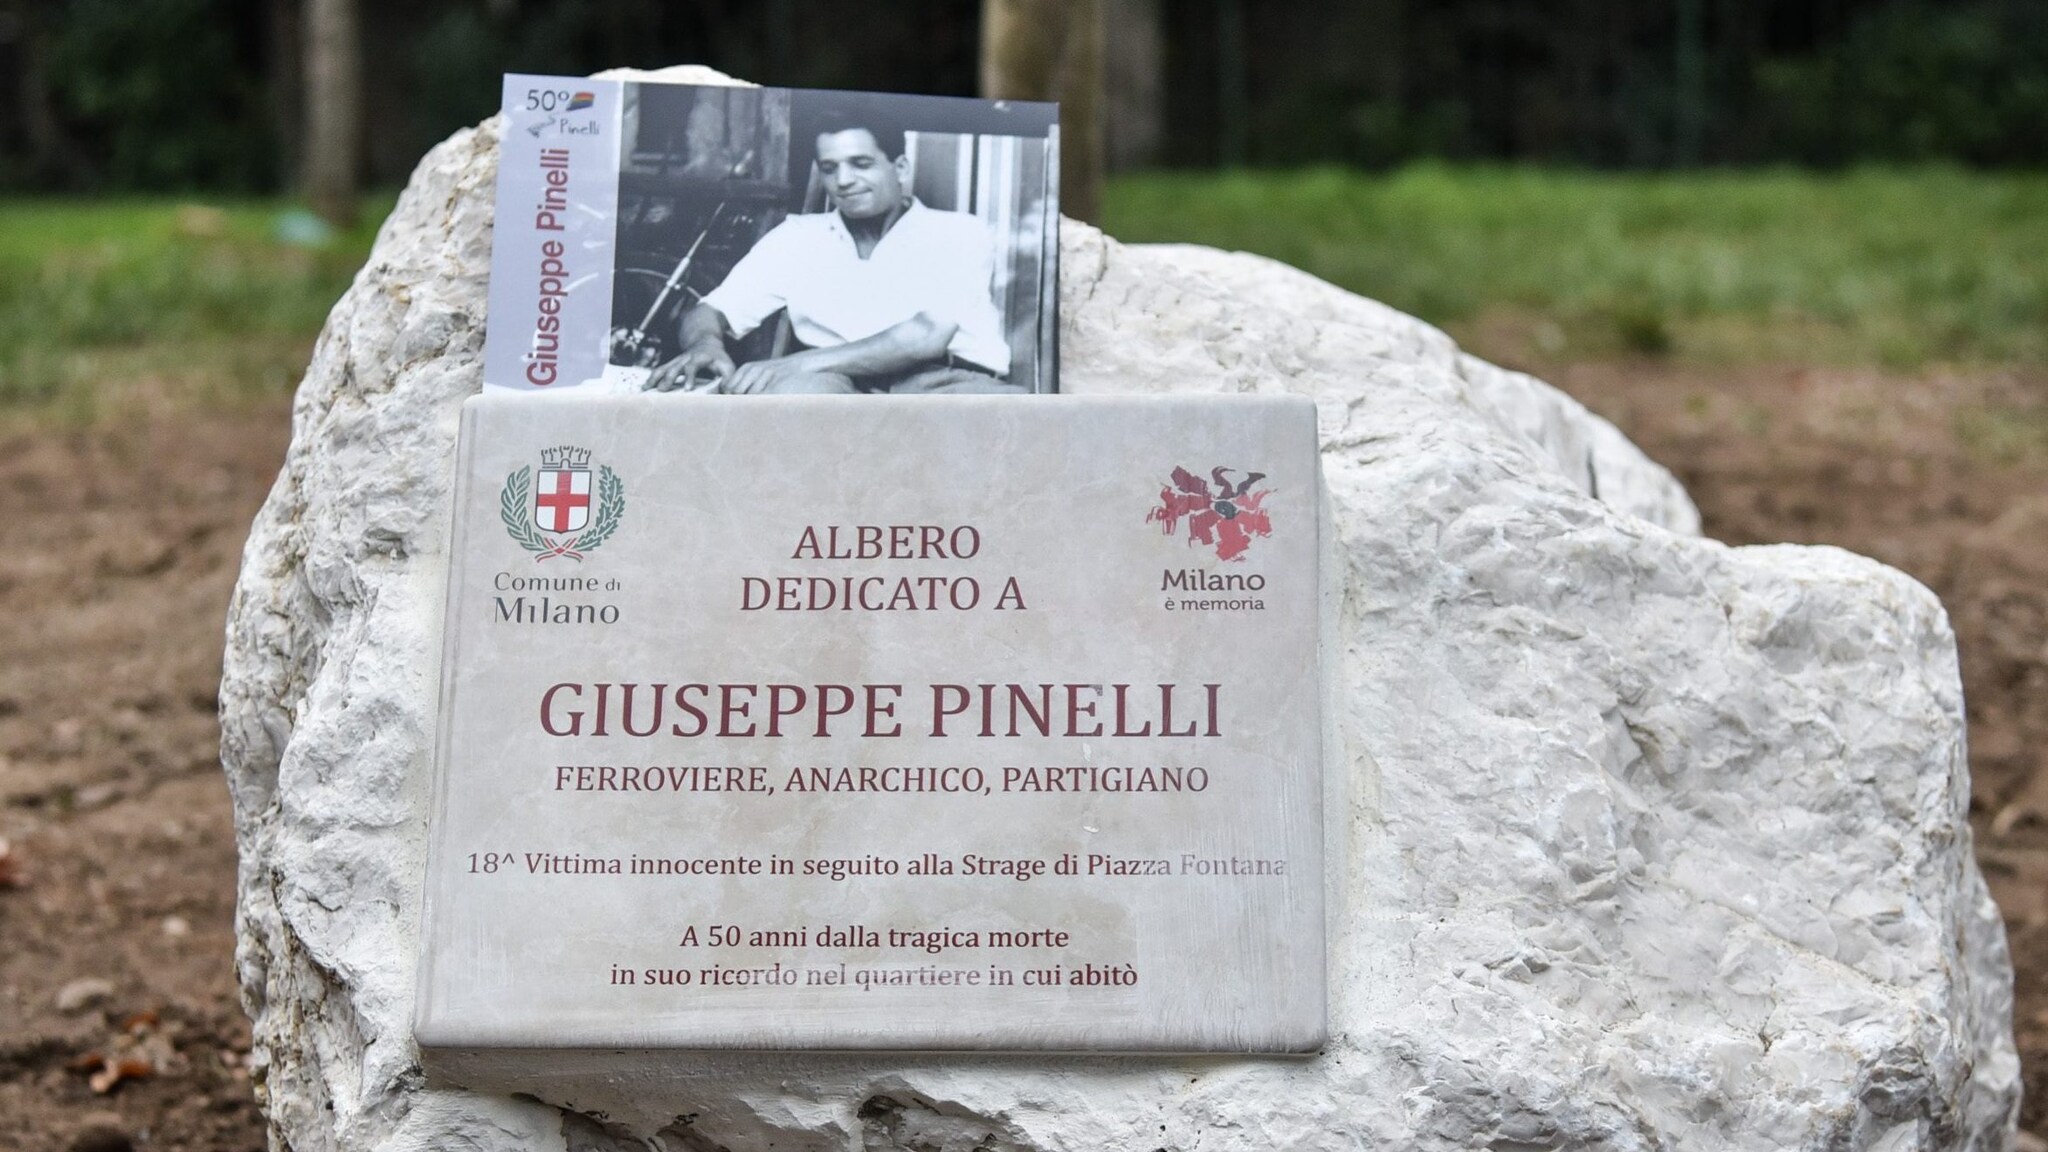 50°
Pinelli
Giuseppe Pinelli
Comune di
Milano
ALBERO
DEDICATO A
Milano
è memoria
GIUSEPPE PINELLI
FERROVIERE, ANARCHICO, PARTIGIANO
18^ Vittima innocente in seguito alla Strage di Piazza Fontana
A 50 anni dalla tragica morte
in suo ricordo nel quartiere in cui abitò